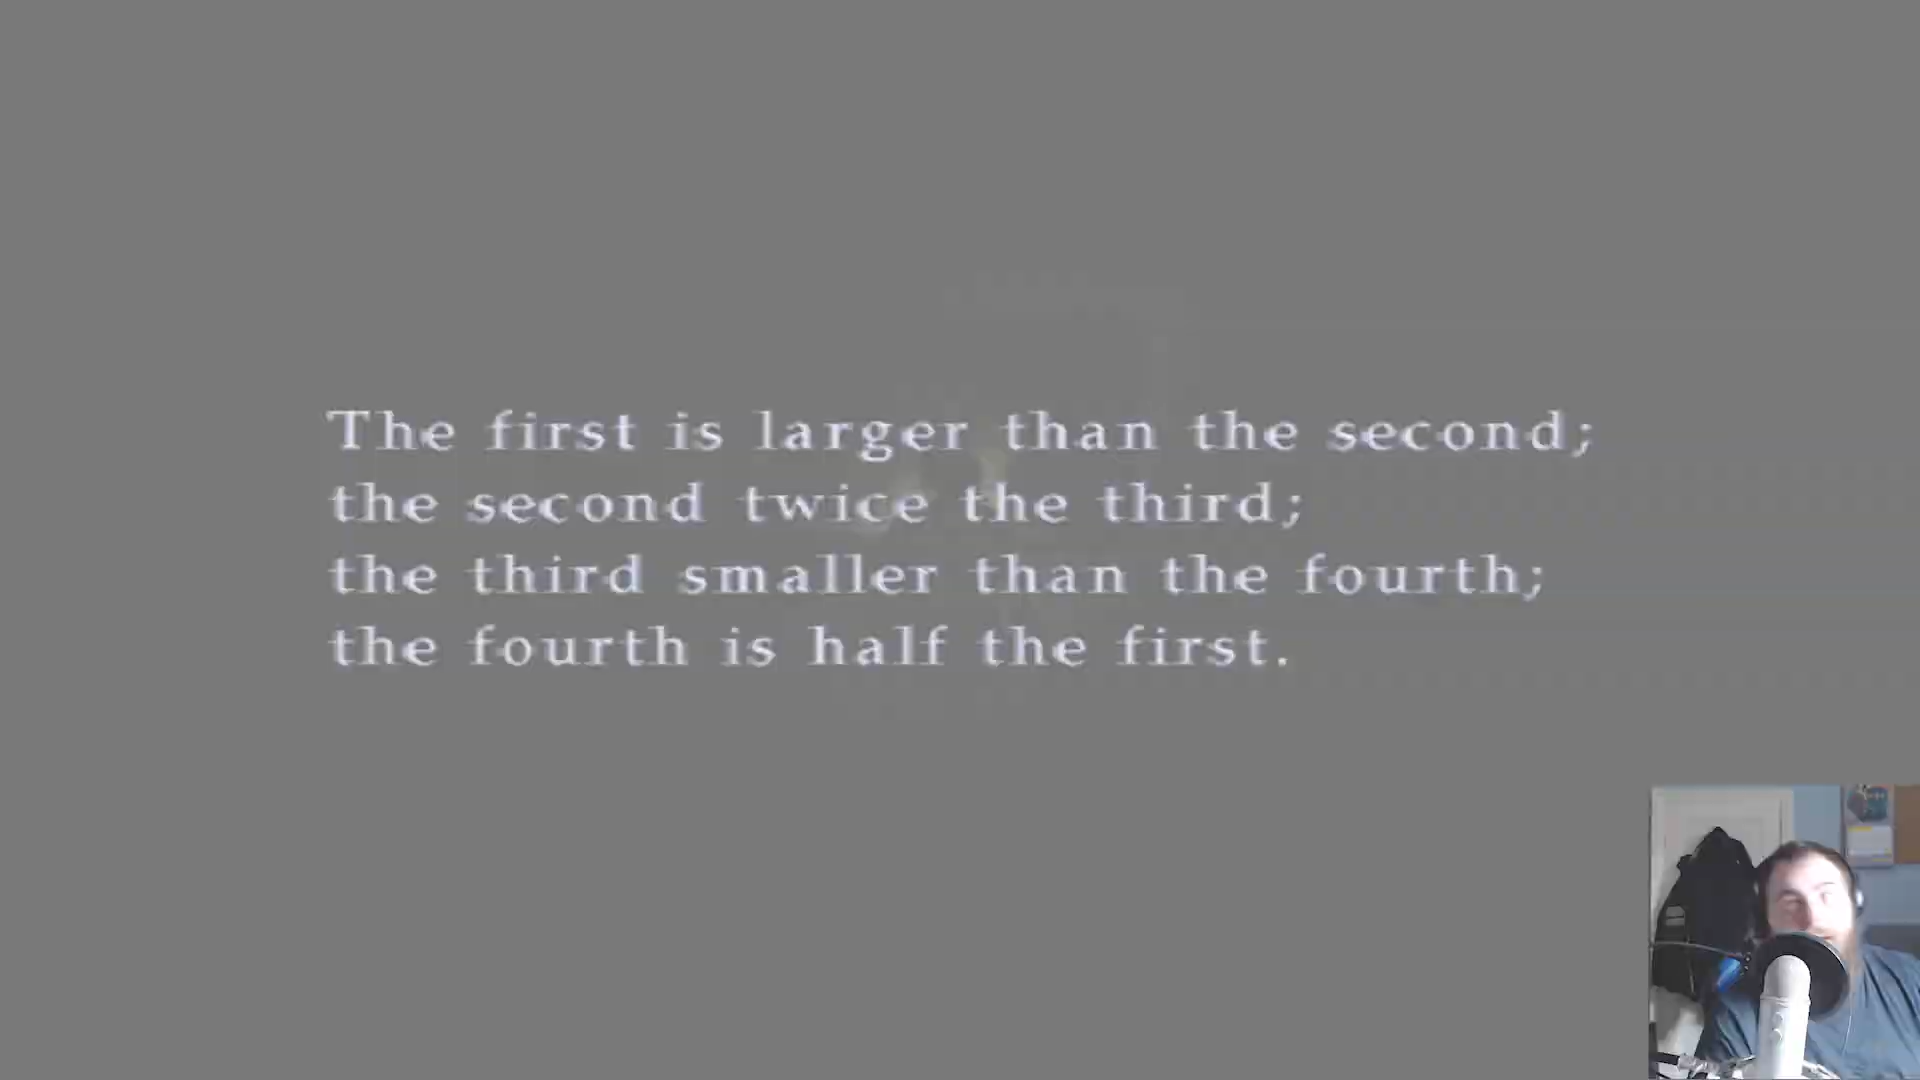 The first is larger than the second;
the second twice the third;
the third smaller than the fourth;
the fourth is half the first.